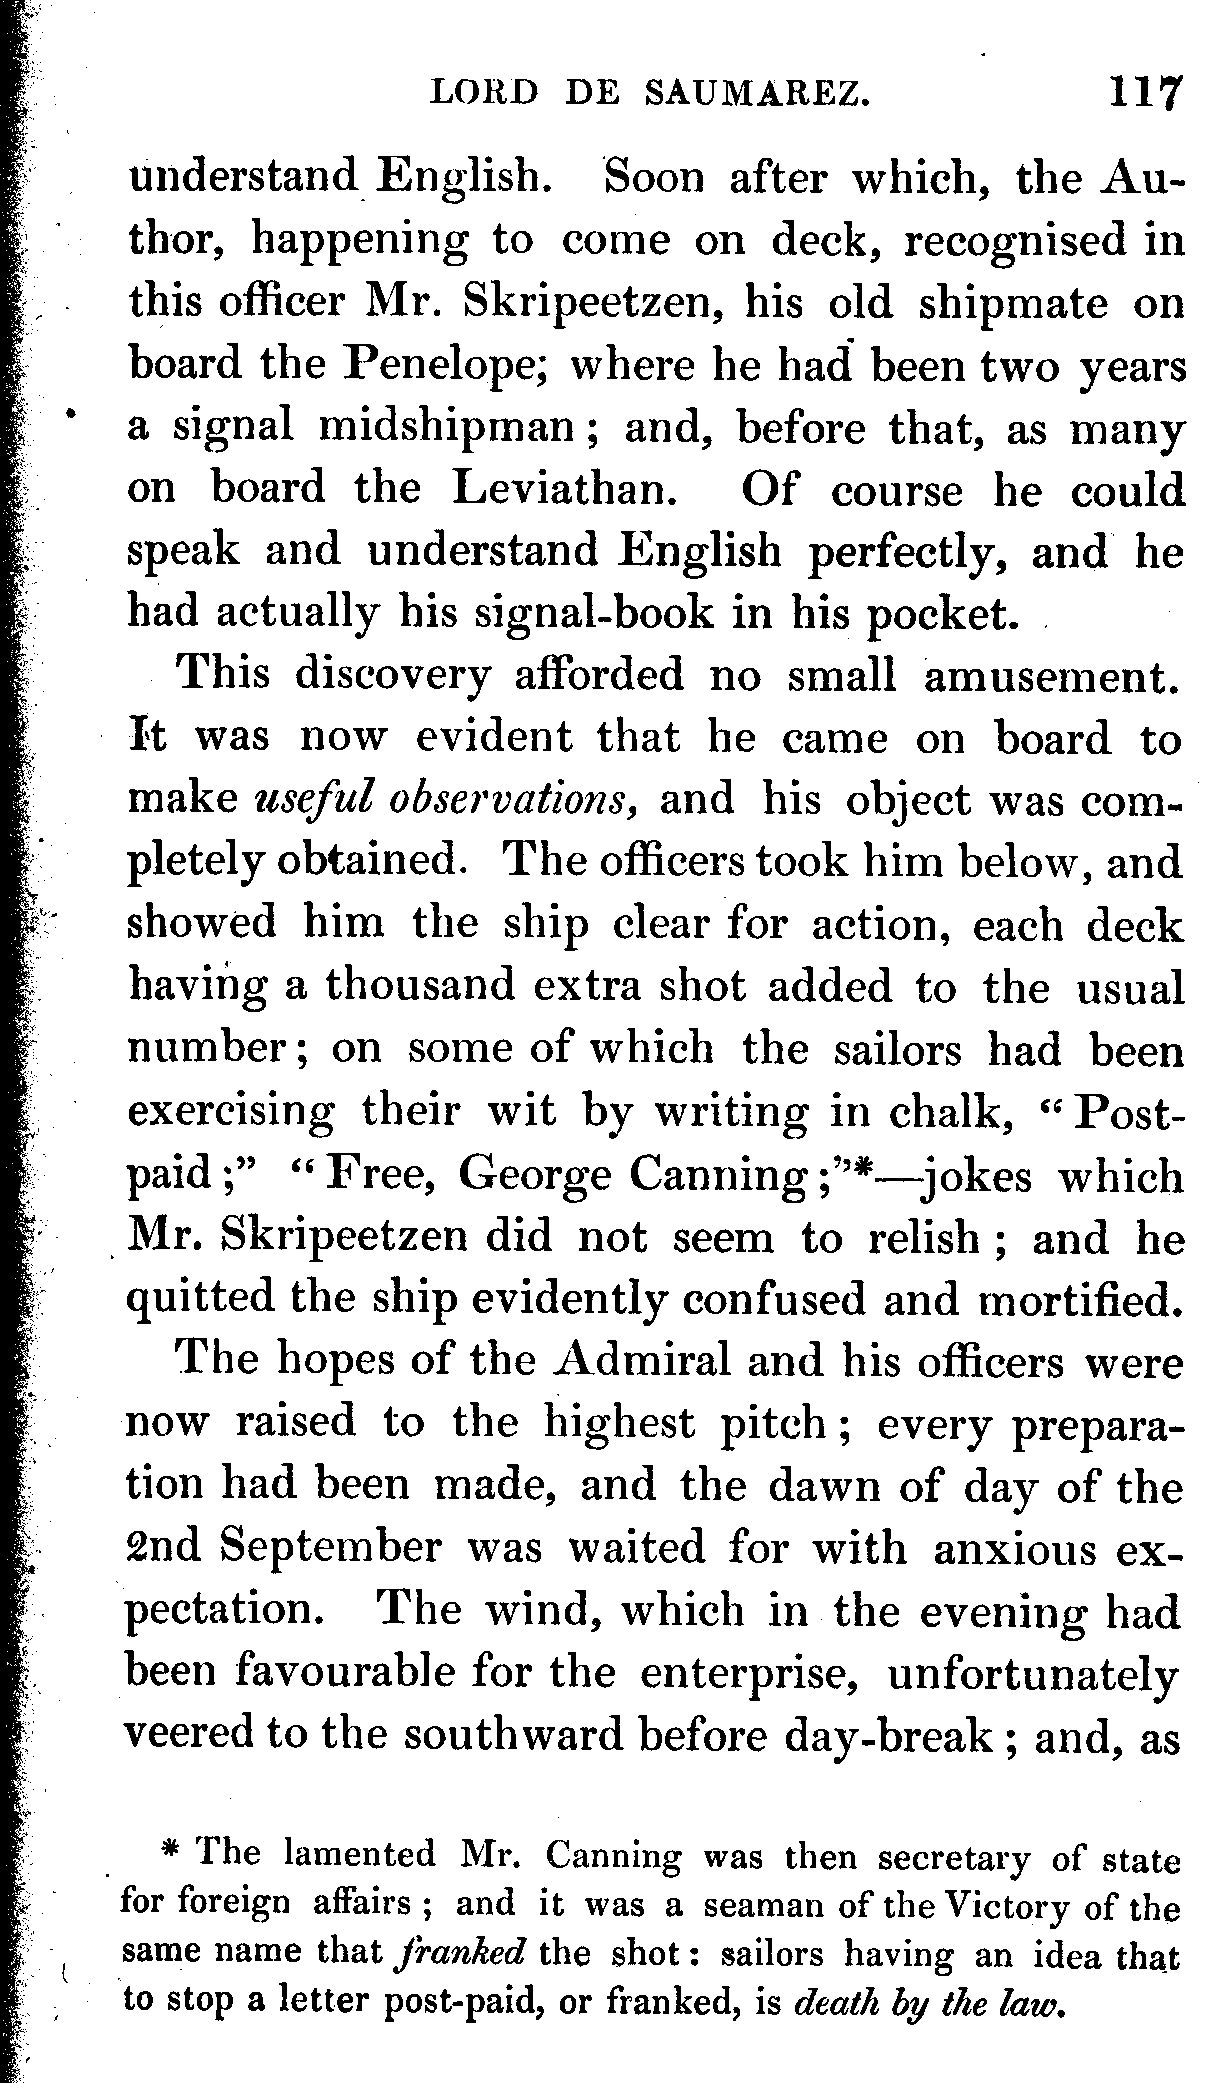 LORD DE SAUMAREZ. 117
understand English. Soon after which, the Au-
thor, happening to come on deck, recognised in
this officer Mr. Skripeetzen, his old shipmate on
board the Penelope; where he had been two years
a signal midshipman; and, before that, as many
on board the Leviathan. Of course he could
speak and understand English perfectly, and he
had actually his signal-book in his pocket.
This discovery afforded no small amusement.
It was now evident that he came on board to
make useful observations, and his object was com-
pletely obtained. The officers took him below, and
showed him the ship clear for action, each deck
having a thousand extra shot added to the usual
number; on some of which the sailors had been
exercising their wit by writing in chalk, “Post-
paid;” “Free, George Canning;”*—jokes which
Mr. Skripeetzen did not seem to relish; and he
quitted the ship evidently confused and mortified.
The hopes of the Admiral and his officers were
now raised to the highest pitch; every prepara-
tion had been made, and the dawn of day of the
2nd September was waited for with anxious ex-
pectation. The wind, which in the evening had
been favourable for the enterprise, unfortunately
veered to the southward before day-break; and, as
* The lamented Mr. Canning was then secretary of state
for foreign affairs; and it was a seaman of the Victory of the
same name that franked the shot: sailors having an idea that
to stop a letter post-paid, or franked, is death by the law.